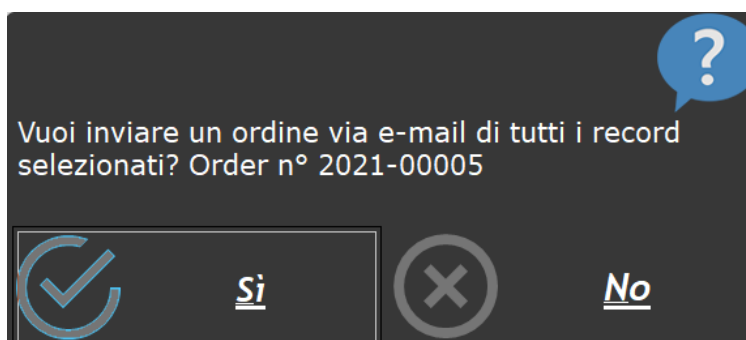 ?
Vuoi inviare un ordine via e-mail di tutti i record
selezionati? Order n° 2021-00005
Sì
No